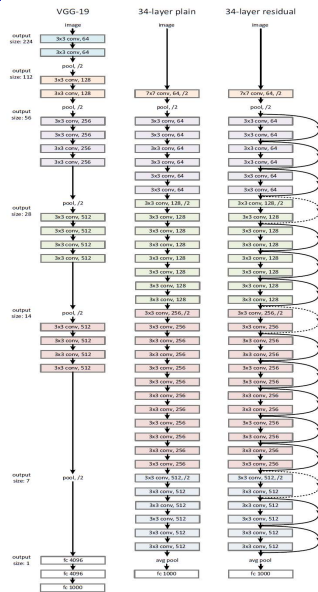 VGG-19
image
output
size: 224
3x3 conv, 64
3x3 conv, 64
output
size: 112
pool, /2
3x3 conv, 128
3x3 conv, 128
output
size: 56
pool, /2
3x3 conv, 256
3x3 conv, 256
3x3 conv, 256
3x3 conv, 256
output
size: 28
pool, /2
3x3 conv, 512
3x3 conv, 512
3x3 conv, 512
3x3 conv, 512
output
size: 14
pool, /2
3x3 conv, 512
3x3 conv, 512
3x3 conv, 512
3x3 conv, 512
output
size: 7
pool, /2
output
size: 1
fc 4096
fc 4096
fc 1000
34-layer plain
image
7x7 conv, 64, /2
pool, /2
3x3 conv, 64
3x3 conv, 64
3x3 conv, 64
3x3 conv, 64
3x3 conv, 64
3x3 conv, 64
3x3 conv, 128, /2
3x3 conv, 128
3x3 conv, 128
3x3 conv, 128
3x3 conv, 128
3x3 conv, 128
3x3 conv, 128
3x3 conv, 128
3x3 conv, 256, /2
3x3 conv, 256
3x3 conv, 256
3x3 conv, 256
3x3 conv, 256
3x3 conv, 256
3x3 conv, 256
3x3 conv, 256
3x3 conv, 256
3x3 conv, 256
3x3 conv, 256
3x3 conv, 256
3x3 conv, 512, /2
3x3 conv, 512
3x3 conv, 512
3x3 conv, 512
3x3 conv, 512
3x3 conv, 512
avg pool
fc 1000
34-layer residual
image
7x7 conv, 64, /2
pool, /2
3x3 conv, 64
3x3 conv, 64
3x3 conv, 64
3x3 conv, 64
3x3 conv, 64
3x3 conv, 64
3x3 conv, 128, /2
3x3 conv, 128
3x3 conv, 128
3x3 conv, 128
3x3 conv, 128
3x3 conv, 128
3x3 conv, 128
3x3 conv, 128
3x3 conv, 256, /2
3x3 conv, 256
3x3 conv, 256
3x3 conv, 256
3x3 conv, 256
3x3 conv, 256
3x3 conv, 256
3x3 conv, 256
3x3 conv, 256
3x3 conv, 256
3x3 conv, 256
3x3 conv, 256
3x3 conv, 512, /2
3x3 conv, 512
3x3 conv, 512
3x3 conv, 512
3x3 conv, 512
3x3 conv, 512
avg pool
fc 1000